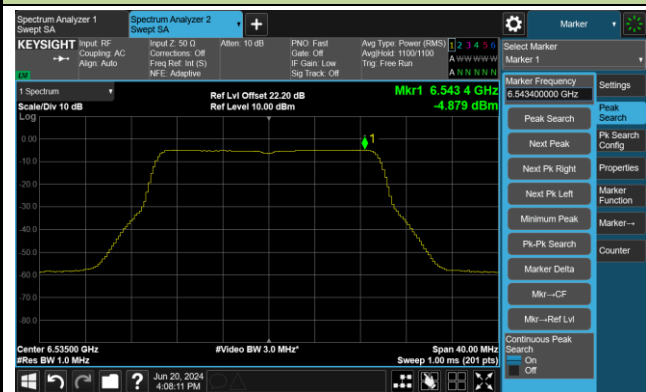 Spectrum Analyzer 1
Swept SA
Spectrum Analyzer 2
Swept SA
+
Marker
KEYSIGHT
Input: RF
Coupling: AC
Align: Auto
Input Z: 50 Ω
Corrections: Off
Freq Ref: Int (S)
NFE: Adaptive
Atten: 10 dB
PNO: Fast
Gate: Off
IF Gain: Low
Sig Track: Off
Avg Type: Power (RMS)
Avg|Hold: 1100/1100
Trig: Free Run
1 2 3 4 5 6
A W W W W W
A N N N N N
Select Marker
Marker 1
1 Spectrum
Scale/Div 10 dB
Log
Ref Lvl Offset 22.20 dB
Ref Level 10.00 dBm
Mkr1 6.543 4 GHz
-4.879 dBm
1
0.00
-10.0
-20.0
-30.0
-40.0
-50.0
-60.0
-70.0
-80.0
Center 6.53500 GHz
#Res BW 1.0 MHz
#Video BW 3.0 MHz*
Span 40.00 MHz
Sweep 1.00 ms (201 pts)
Marker Frequency
6.543400000 GHz
Peak Search
Next Peak
Next Pk Right
Next Pk Left
Minimum Peak
Pk-Pk Search
Marker Delta
Mkr→CF
Mkr→Ref Lvl
Continuous Peak
Search
On
Off
Settings
Peak
Search
Pk Search
Config
Properties
Marker
Function
Marker→
Counter
?
Jun 20, 2024
4:08:11 PM